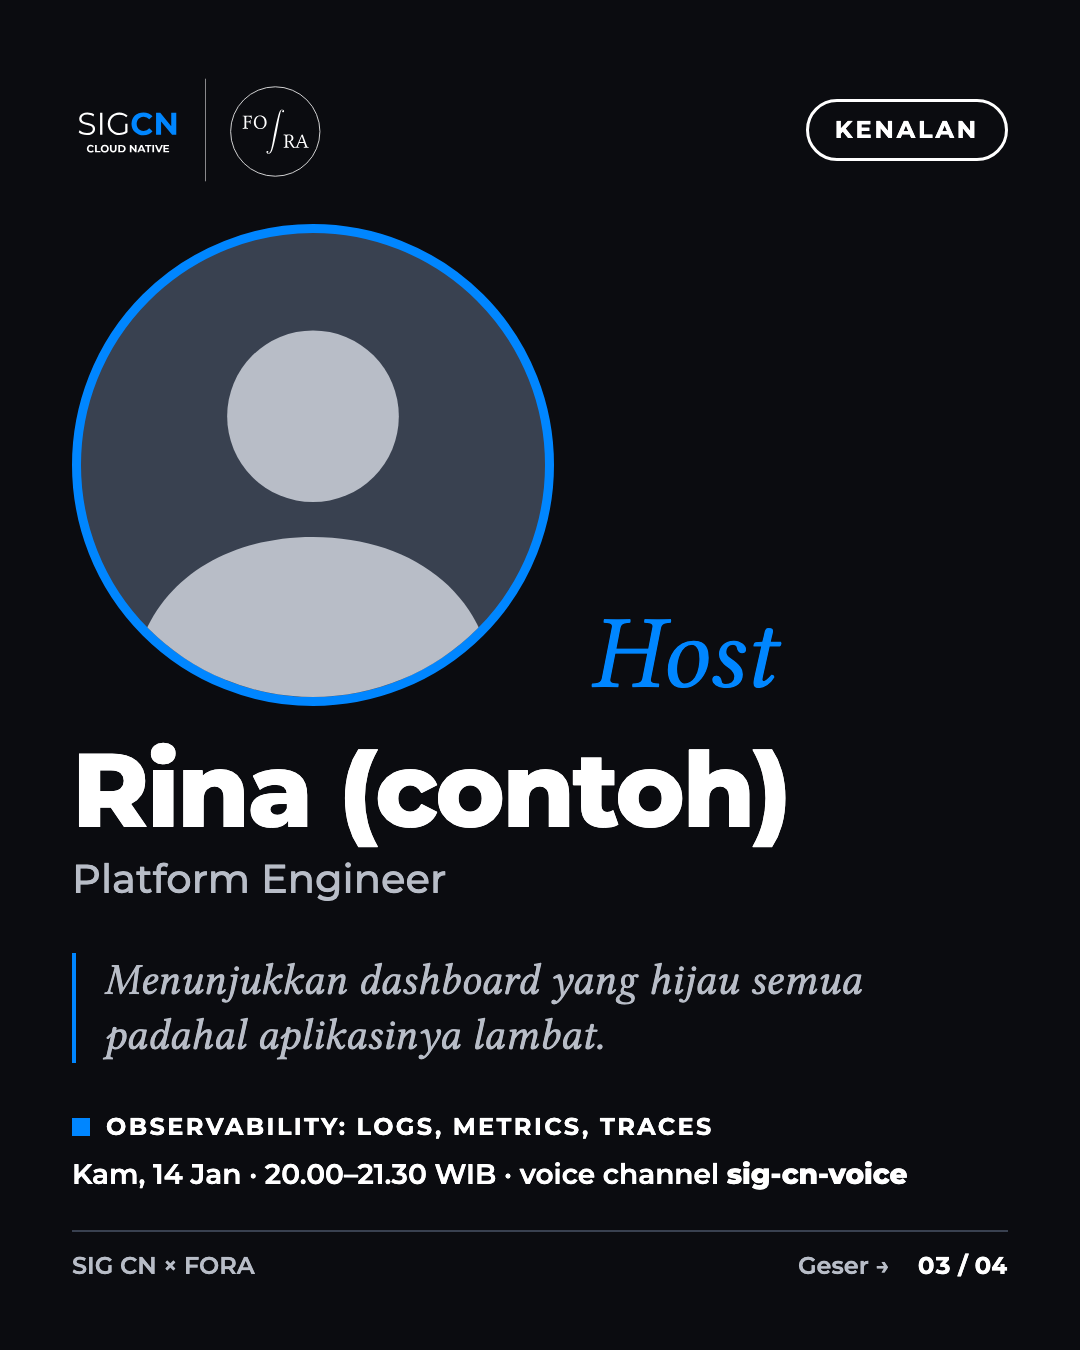 SIGCN
CLOUD NATIVE
FO
RA
KENALAN
Host
Rina (contoh)
Platform Engineer
Menunjukkan dashboard yang hijau semua
padahal aplikasinya lambat.
OBSERVABILITY: LOGS, METRICS, TRACES
Kam, 14 Jan · 20.00–21.30 WIB · voice channel sig-cn-voice
SIG CN × FORA
Geser → 03 / 04